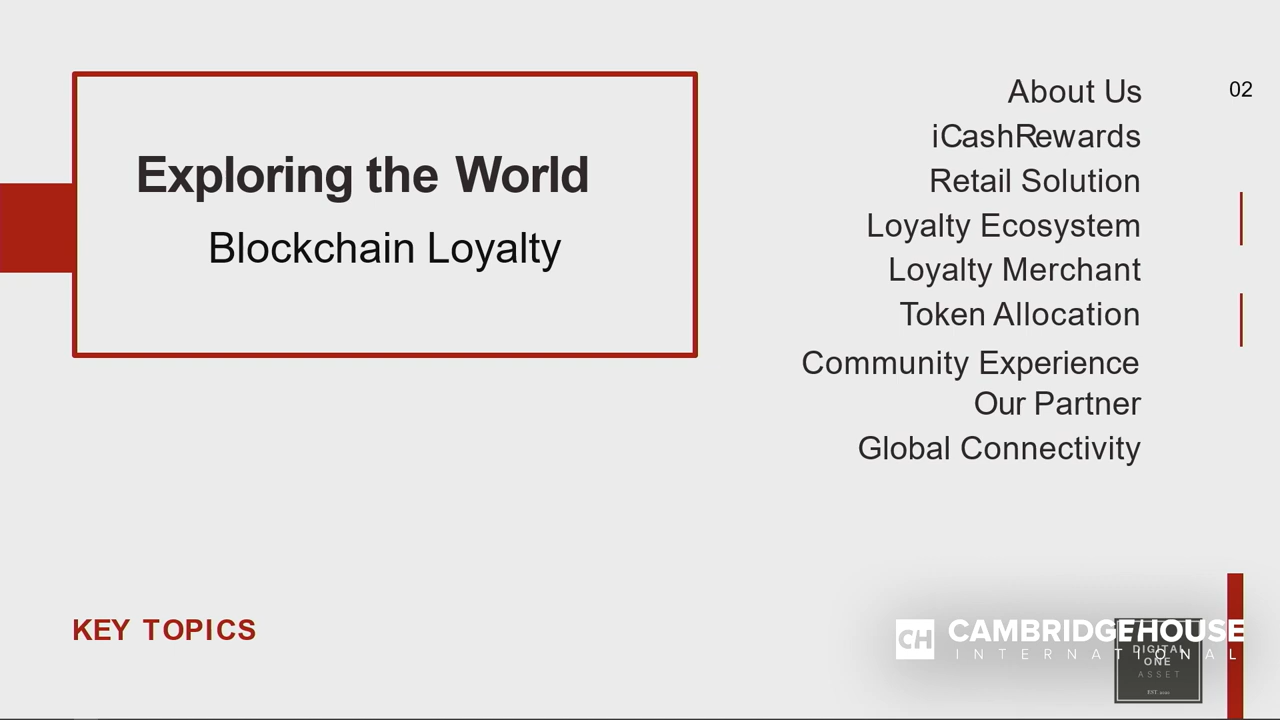 Exploring the World
Blockchain Loyalty
About Us
iCashRewards
Retail Solution
Loyalty Ecosystem
Loyalty Merchant
Token Allocation
Community Experience
Our Partner
Global Connectivity
02
KEY TOPICS
CH CAMBRIDGEHOUSE
INTERNATIONAL
DIGITAL
ONE
ASSET